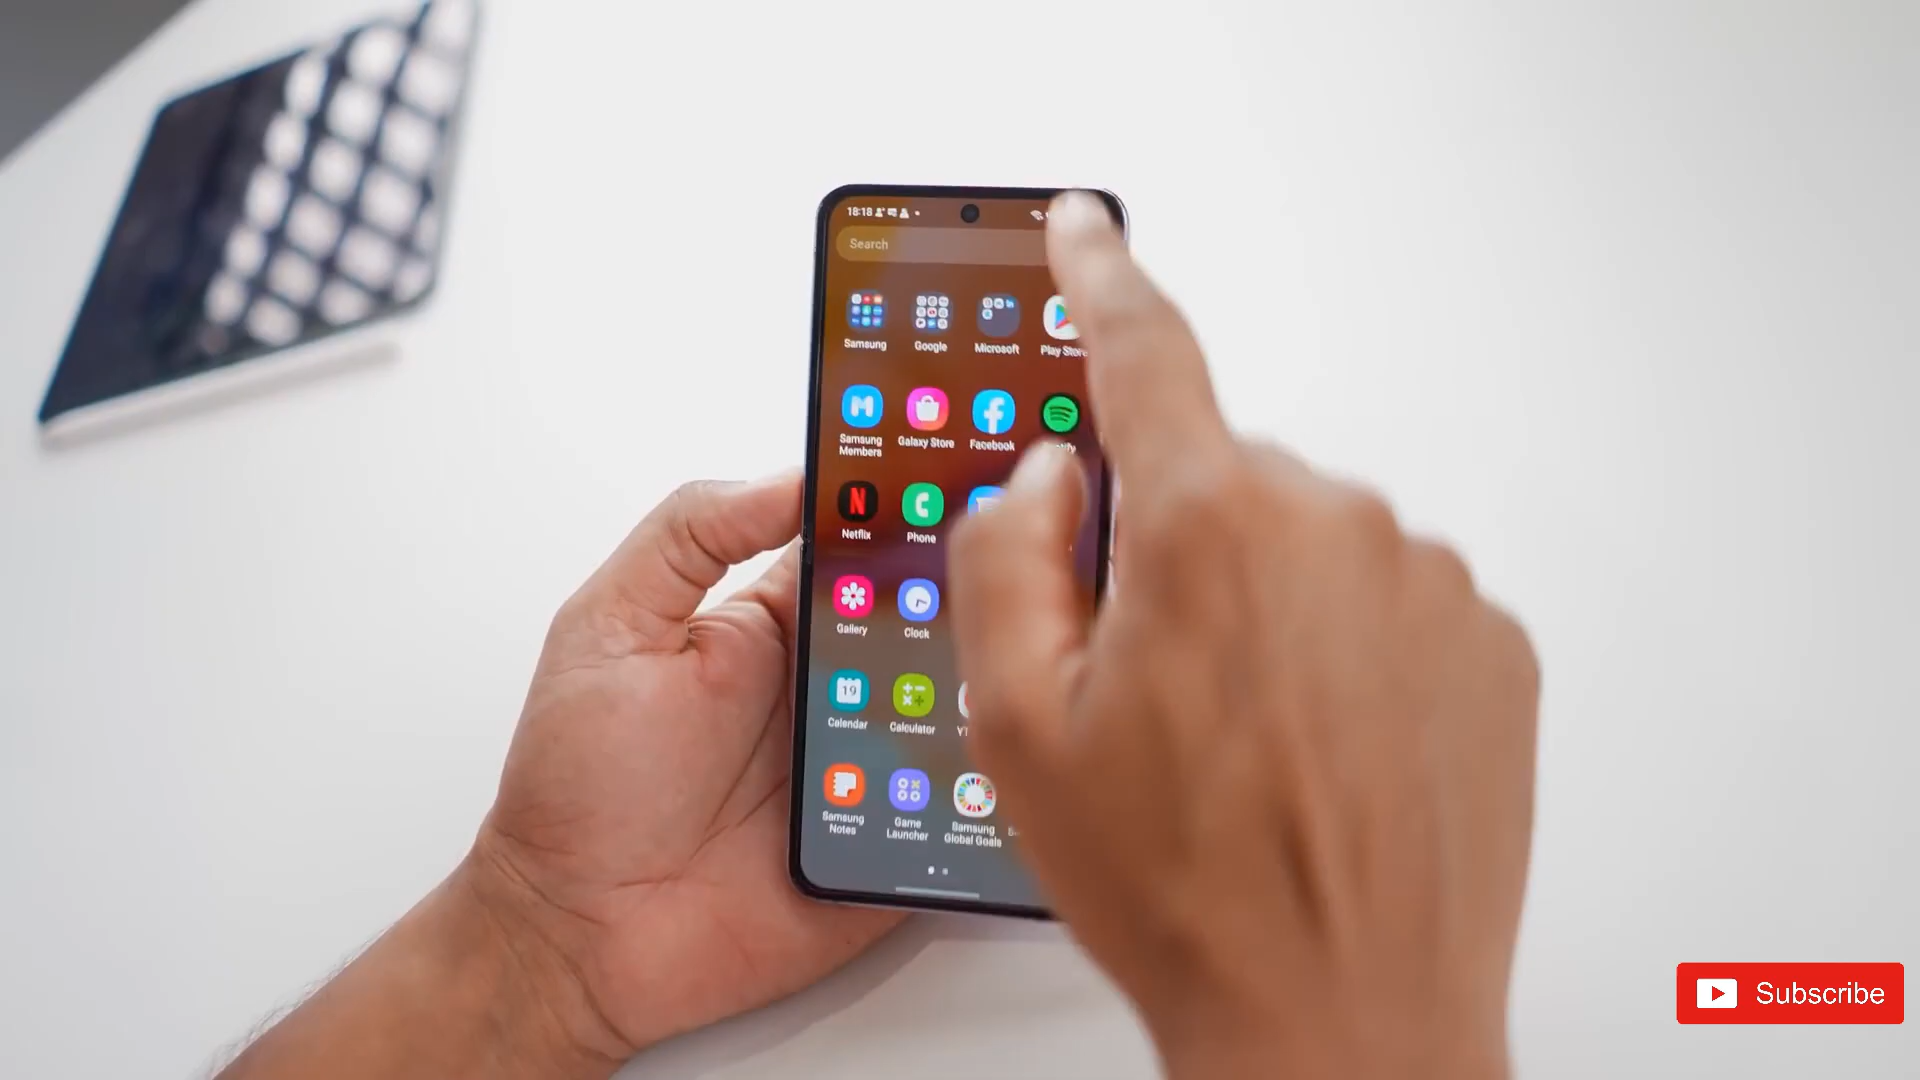 18:18
Search
Samsung
Google
Microsoft
Play Store
Samsung
Members
Galaxy Store
Facebook
Netflix
Phone
Gallery
Clock
19
Calendar
Calculator
YT
Samsung
Notes
Game
Launcher
Samsung
Global Goals
Subscribe